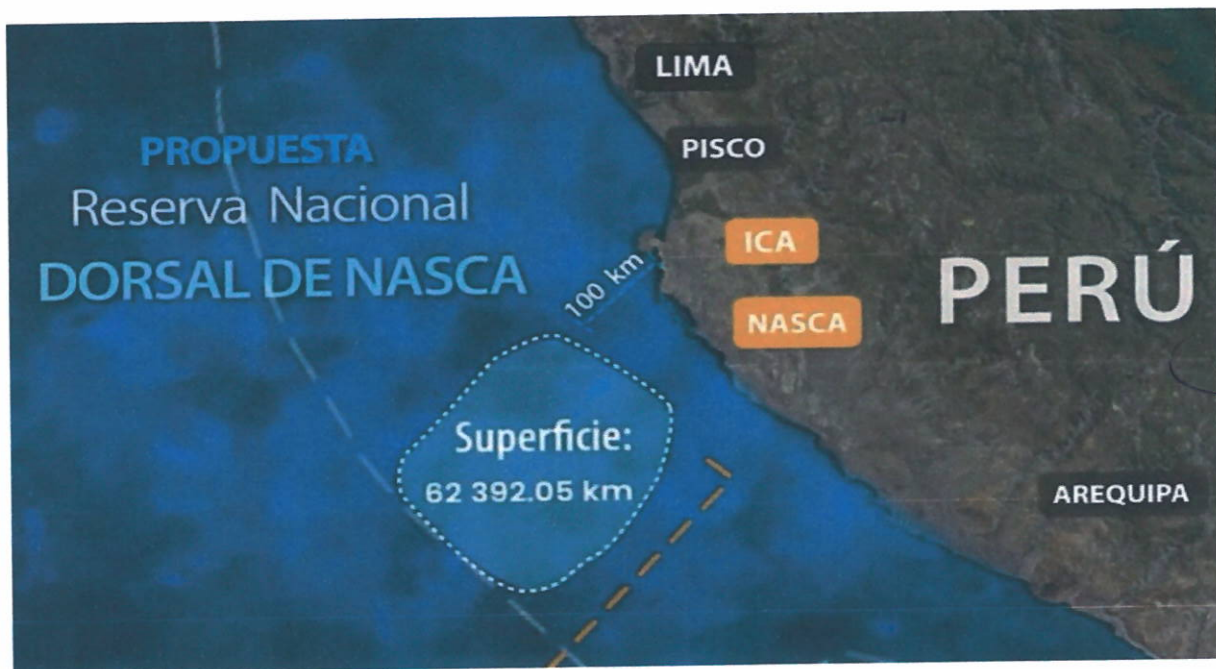 LIMA
PISCO
PROPUESTA
Reserva Nacional
DORSAL DE NASCA
ICA
NASCA
PERÚ
100 km
Superficie:
62 392.05 km
AREQUIPA